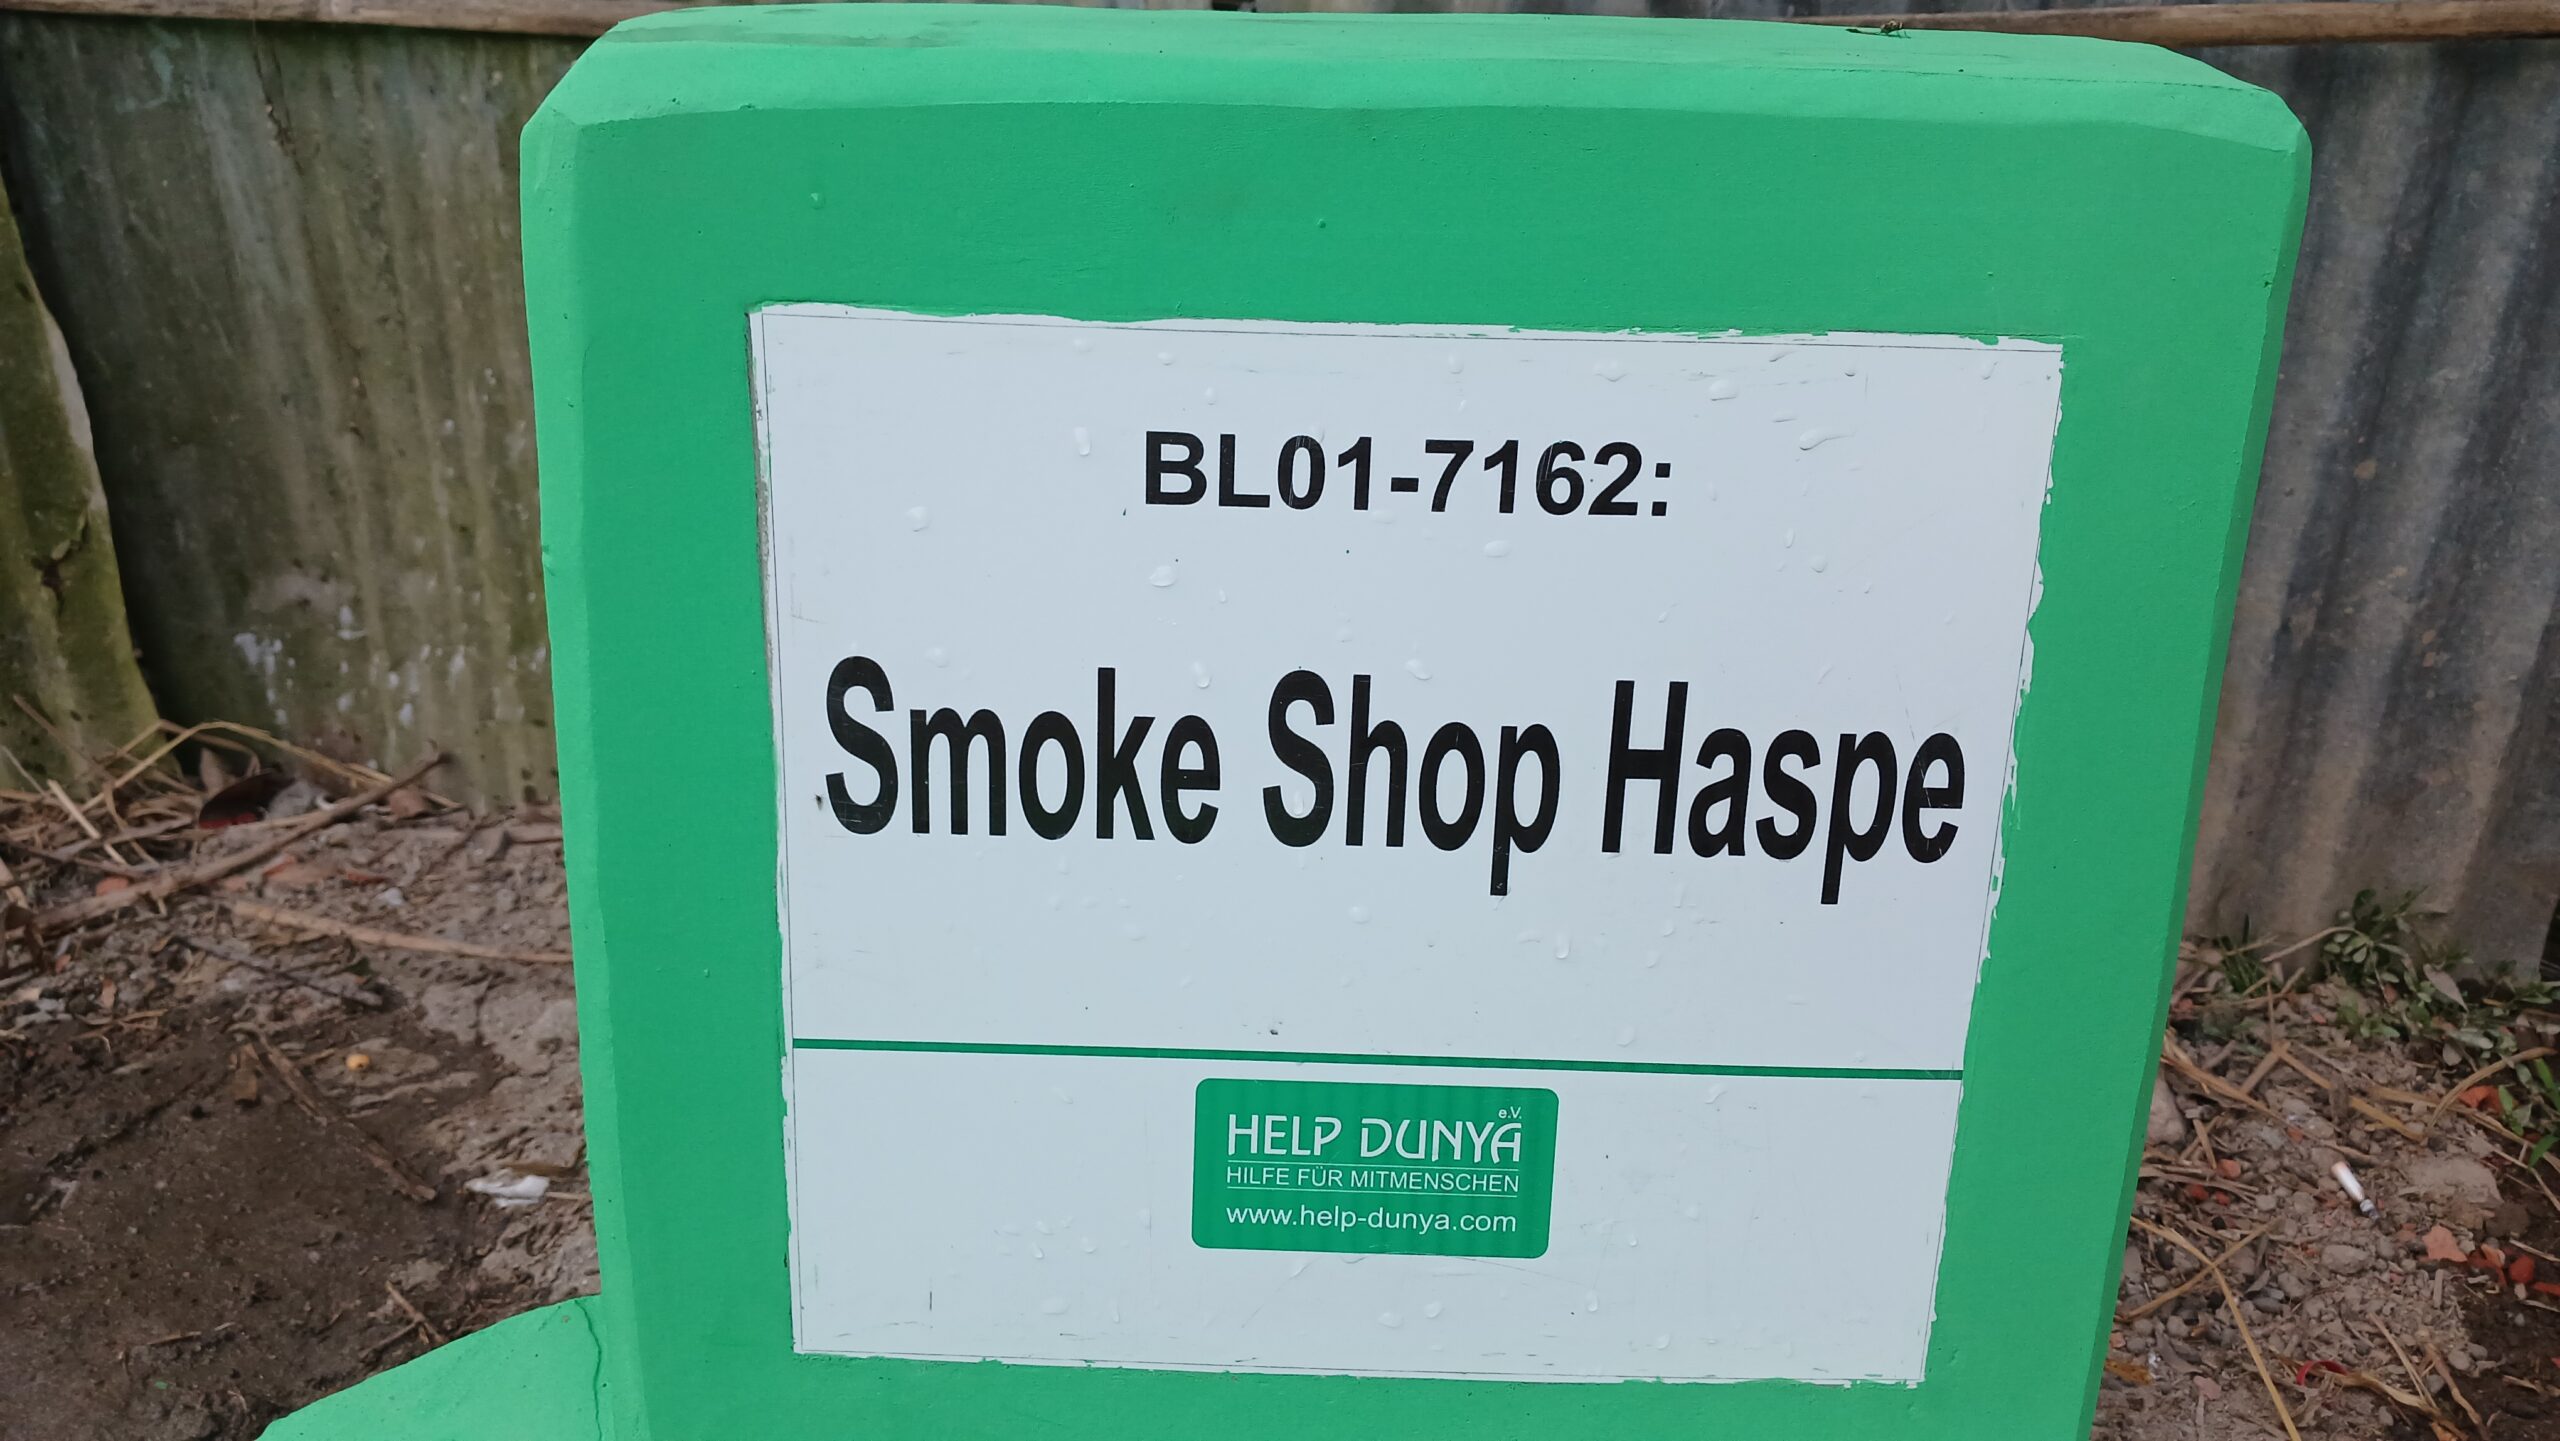 BL01-7162:
Smoke Shop Haspe
HELP DUNYA e.V.
HILFE FÜR MITMENSCHEN
www.help-dunya.com